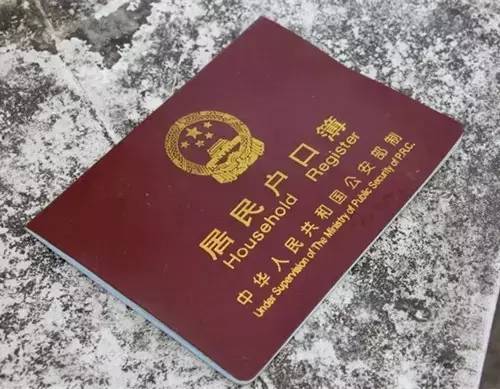 居民户口簿
Household Register
中华人民共和国公安部制
Under Supervision of The Ministry of Public Security of P.R.C.